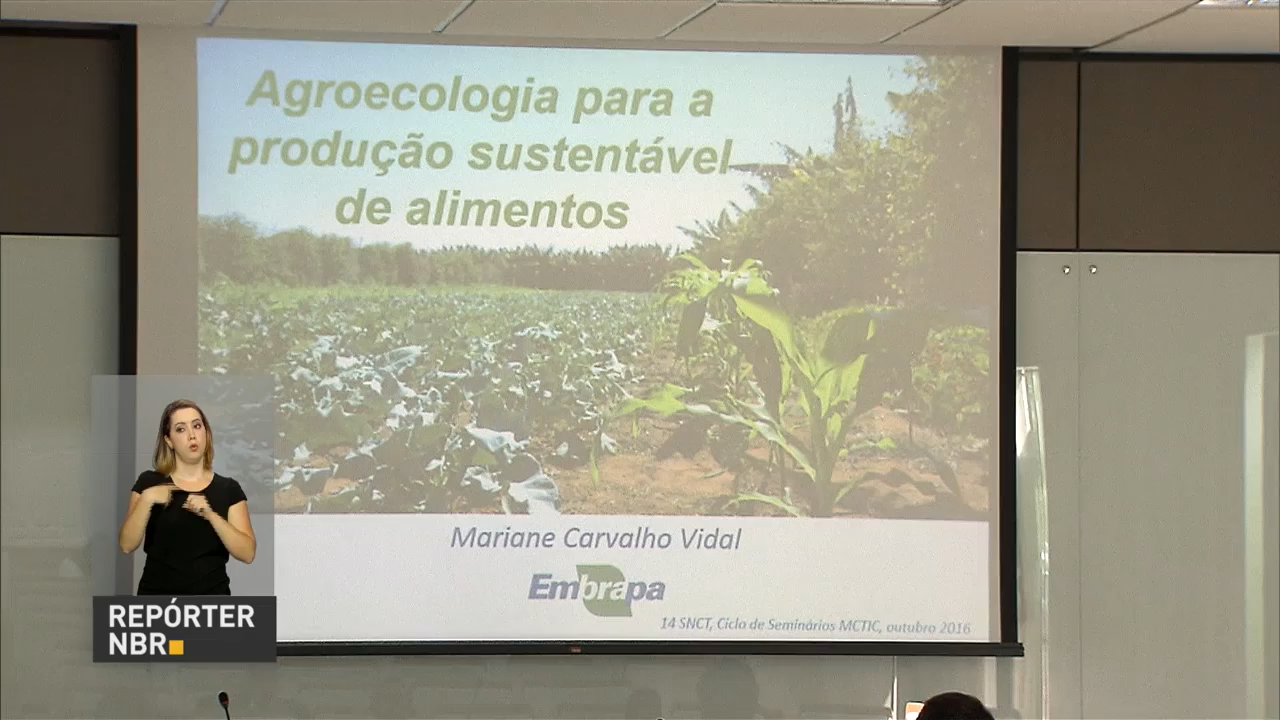 Agroecologia para a
produção sustentável
de alimentos
Mariane Carvalho Vidal
Embrapa
14 SNCT, Ciclo de Seminários MCTIC, outubro 2016
REPÓRTER
NBR